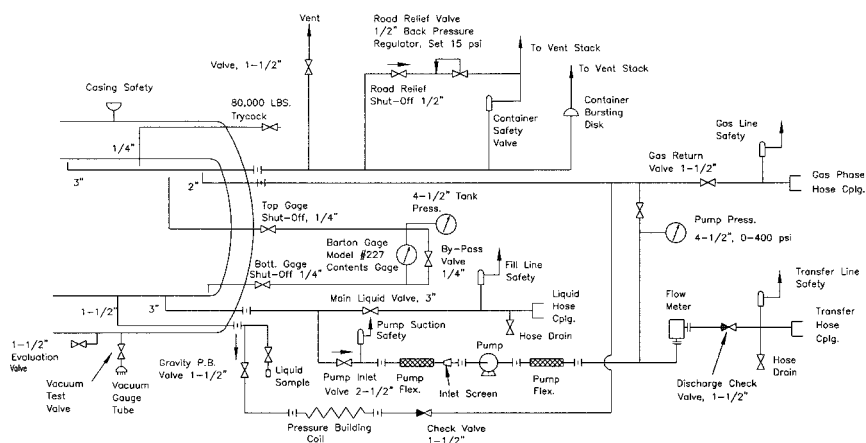 Vent
Road Relief Valve
1/2" Back Pressure
Regulator, Set 15 psi
To Vent Stack
Valve, 1-1/2"
To Vent Stack
Casing Safety
80,000 LBS.
Trycock
Road Relief
Shut-Off 1/2"
Container
Safety
Valve
Container
Bursting
Disk
Gas Line
Safety
1/4"
3"
2"
Gas Return
Valve 1-1/2"
Gas Phase
Hose Cplg.
4-1/2" Tank
Press.
Top Gage
Shut-Off, 1/4"
Pump Press.
4-1/2", 0-400 psi
Barton Gage
Model #227
Contents Gage
By-Pass
Valve
1/4"
Bott. Gage
Shut-Off 1/4"
Fill Line
Safety
Transfer Line
Safety
1-1/2"
3"
Main Liquid Valve, 3"
Liquid
Hose
Cplg.
Flow
Meter
Transfer
Hose
Cplg.
Pump Suction
Safety
Hose Drain
Pump
1-1/2"
Evaluation
Valve
Gravity P.B.
Valve 1-1/2"
Liquid
Sample
Pump Inlet
Valve 2-1/2"
Pump
Flex.
Inlet Screen
Pump
Flex.
Hose
Drain
Discharge Check
Valve, 1-1/2"
Vacuum
Test
Valve
Vacuum
Gauge
Tube
Pressure Building
Coil
Check Valve
1-1/2"